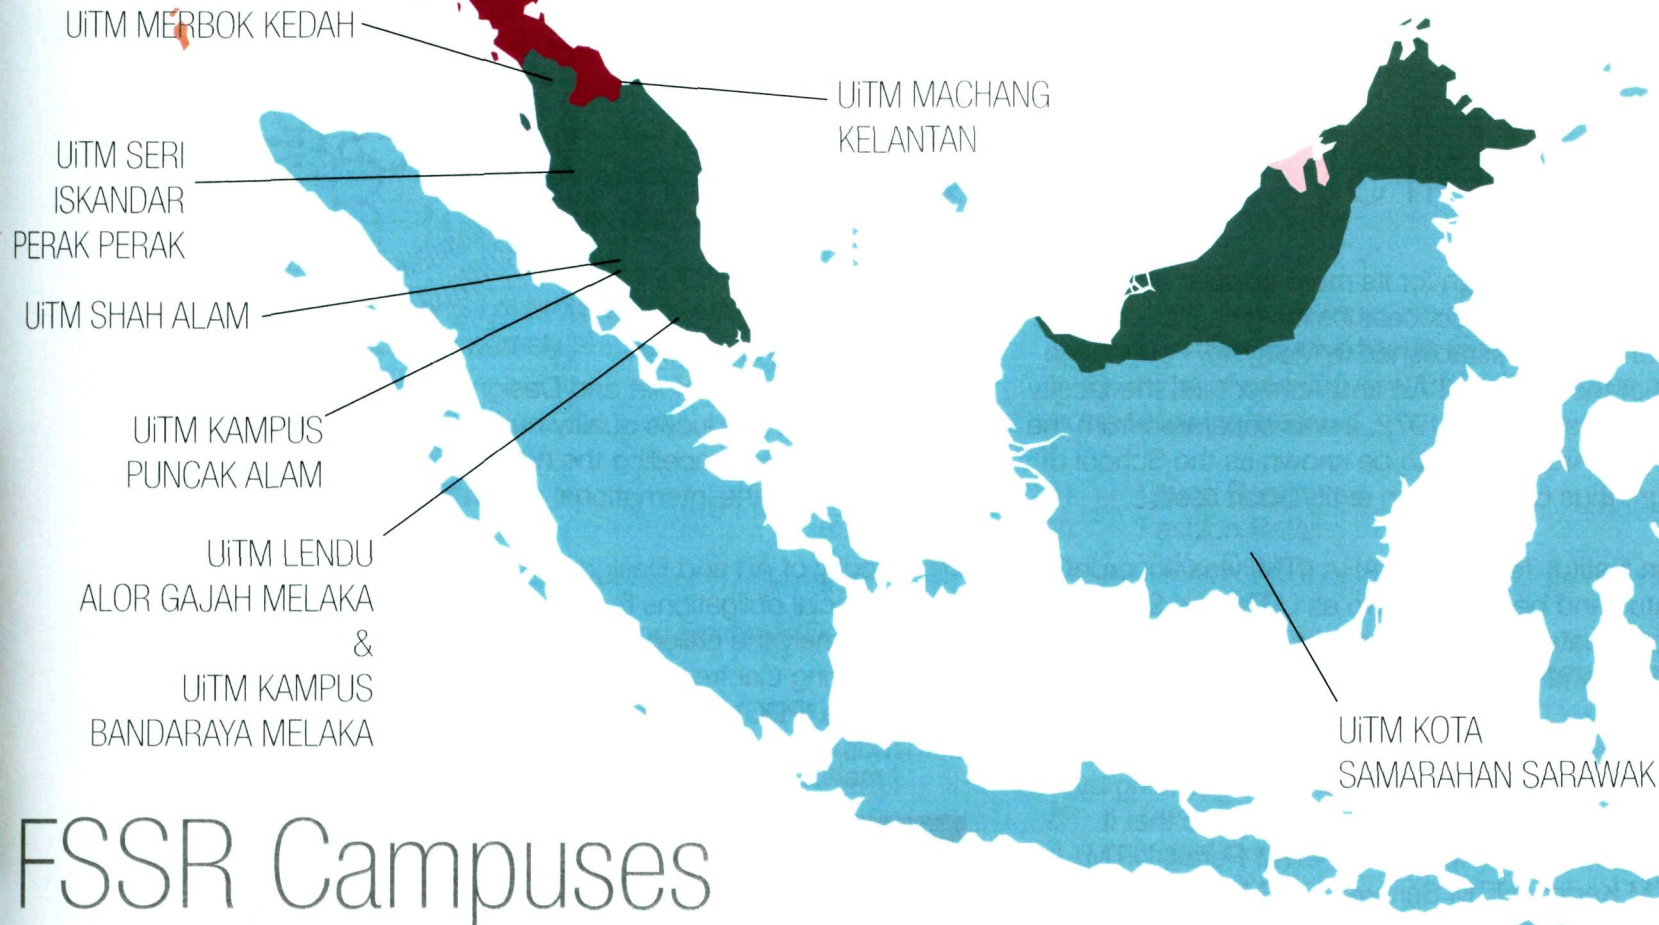 UiTM MERBOK KEDAH
UiTM MACHANG
KELANTAN
UiTM SERI
ISKANDAR
PERAK PERAK
UiTM SHAH ALAM
UiTM KAMPUS
PUNCAK ALAM
UiTM LENDU
ALOR GAJAH MELAKA
&
UiTM KAMPUS
BANDARAYA MELAKA
UiTM KOTA
SAMARAHAN SARAWAK
FSSR Campuses